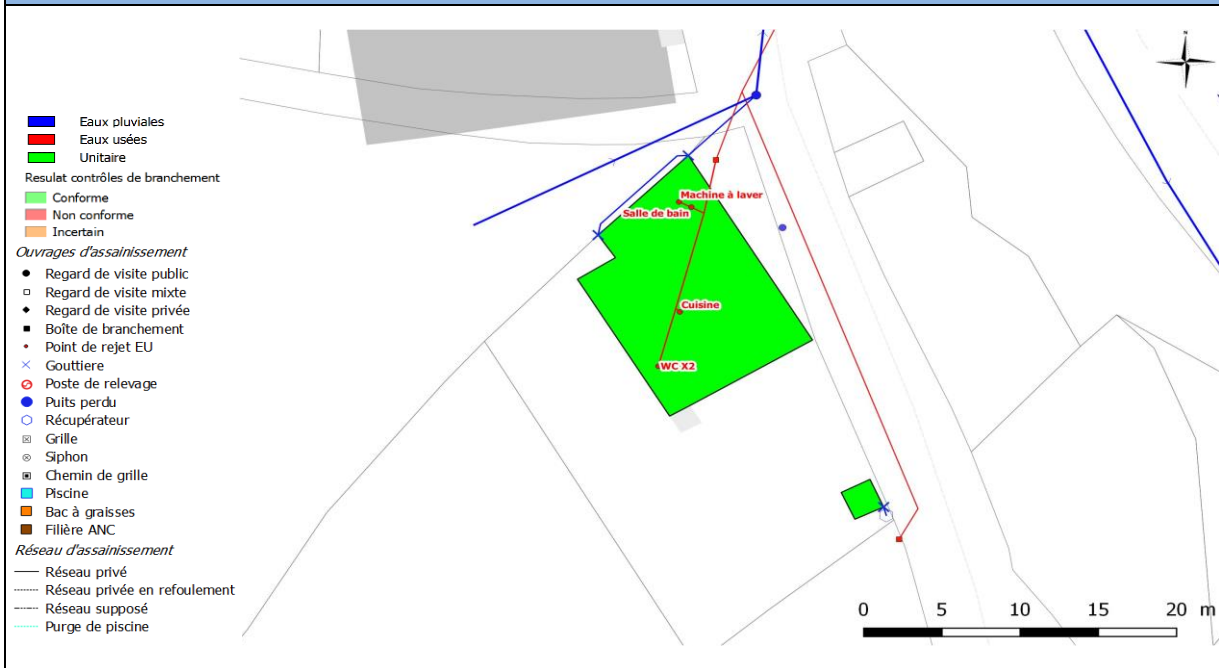 Eaux pluviales
Eaux usées
Unitaire
Resulat contrôles de branchement
Conforme
Non conforme
Incertain
Ouvrages d'assainissement
Regard de visite public
Regard de visite mixte
Regard de visite privée
Boîte de branchement
Point de rejet EU
Gouttiere
Poste de relevage
Puits perdu
Récupérateur
Grille
Siphon
Chemin de grille
Piscine
Bac à graisses
Filière ANC
Réseau d'assainissement
Réseau privé
Réseau privée en refoulement
Réseau supposé
Purge de piscine
N
Machine à laver
Salle de bain
Cuisine
WC X2
0 5 10 15 20 m